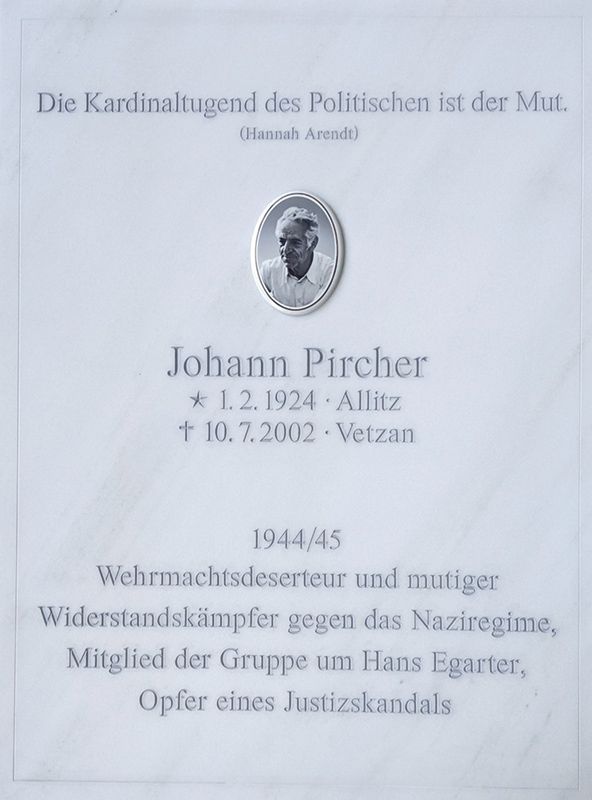 Die Kardinaltugend des Politischen ist der Mut.
(Hannah Arendt)
Johann Pircher
★ 1. 2. 1924 · Allitz
† 10. 7. 2002 · Vetzan
1944/45
Wehrmachtsdeserteur und mutiger
Widerstandskämpfer gegen das Naziregime,
Mitglied der Gruppe um Hans Egarter,
Opfer eines Justizskandals